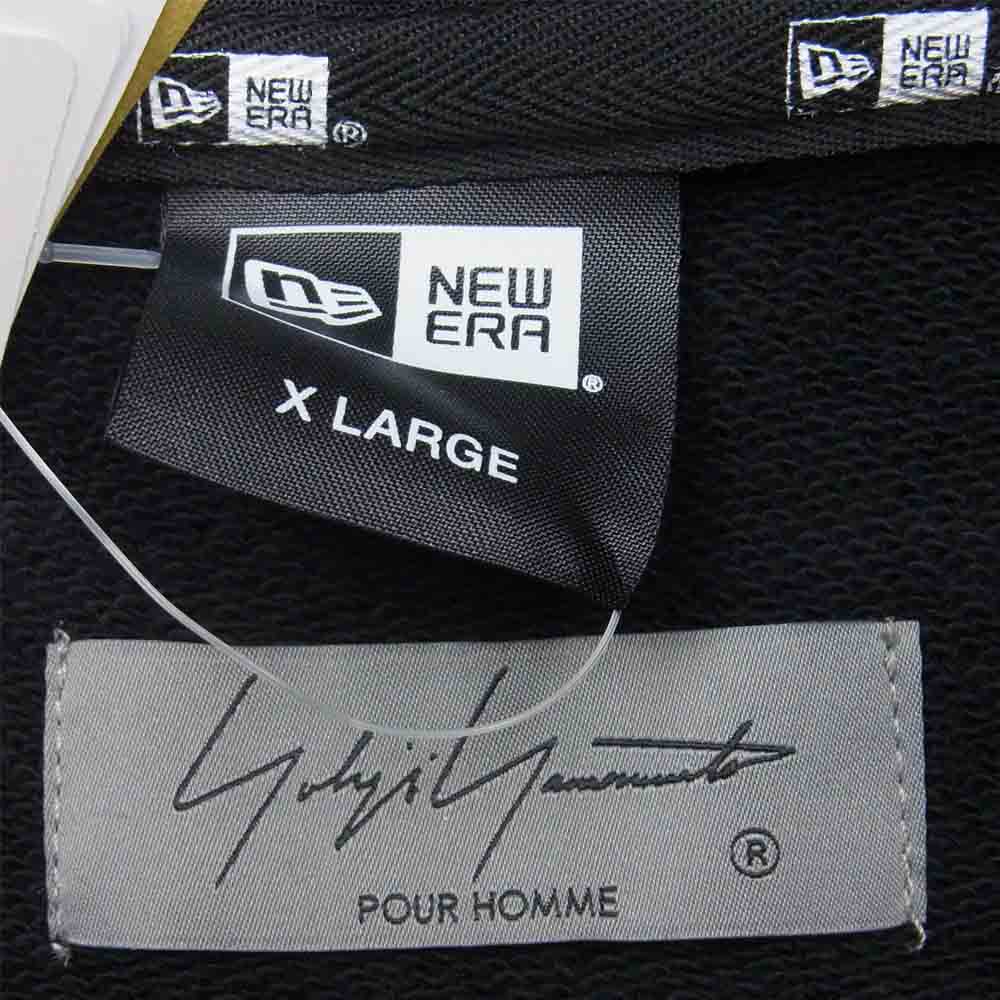 NEW
ERA ®
NEW
ERA
NEW
ERA ®
X LARGE
Yohji Yamamoto ®
POUR HOMME